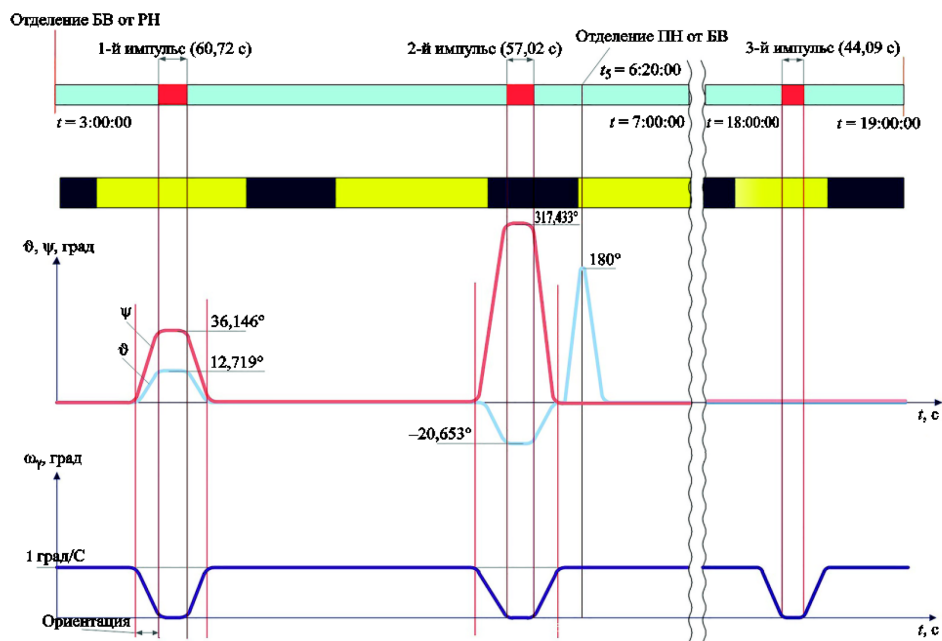 Отделение БВ от РН
1-й импульс (60,72 с)
2-й импульс (57,02 с)
Отделение ПН от БВ
3-й импульс (44,09 с)
t₅ = 6:20:00
t = 3:00:00
t = 7:00:00
t = 18:00:00
t = 19:00:00
ϑ, ψ, град
317,433°
180°
ψ
36,146°
ϑ
12,719°
t, с
–20,653°
ωγ, град
1 град/С
Ориентация
t, с